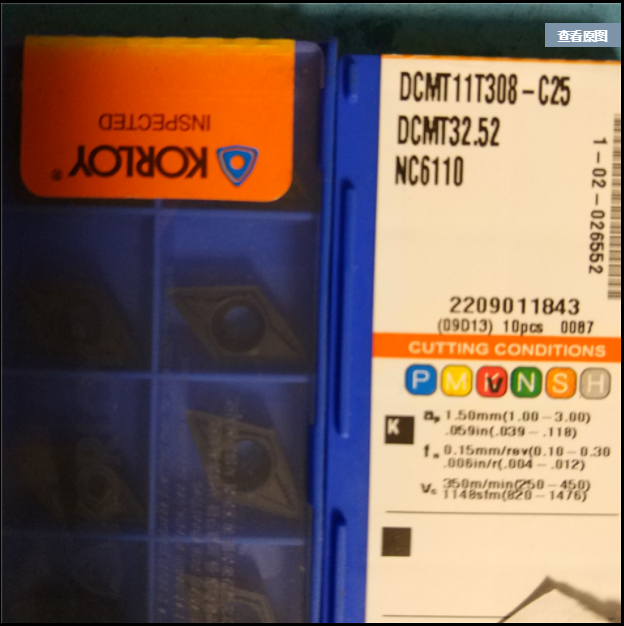 查看原图
KORLOY®
INSPECTED
DCMT11T308-C25
DCMT32.52
NC6110
1-02-026552
2209011843
(09D13) 10pcs 0087
CUTTING CONDITIONS
P M K N S H
K
ap 1.50mm(1.00-3.00)
.059in(.039-.118)
fn 0.15mm/rev(0.10-0.30
.006in/r(.004-.012)
vc 350m/min(250-450)
1148sfm(820-1476)